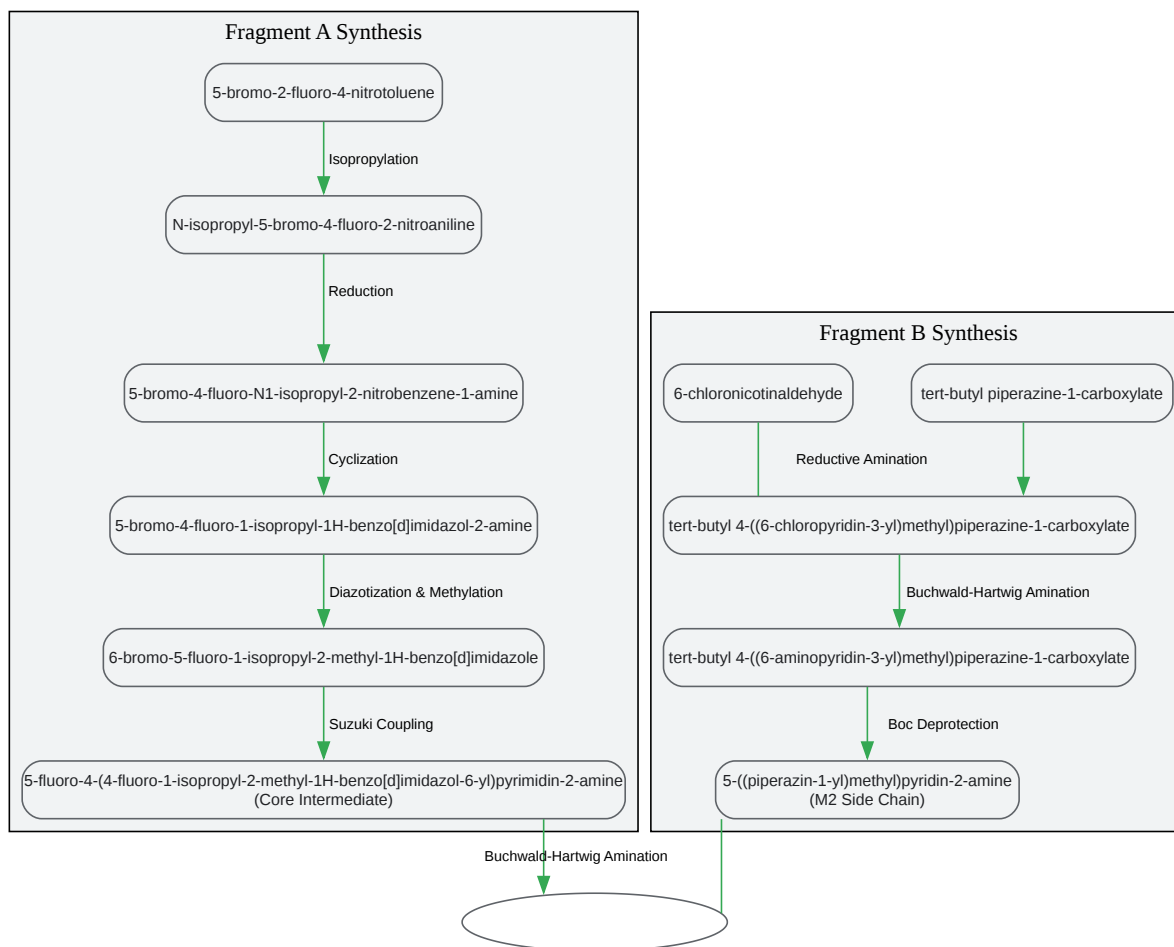 Fragment A Synthesis
5-bromo-2-fluoro-4-nitrotoluene
Isopropylation
N-isopropyl-5-bromo-4-fluoro-2-nitroaniline
Reduction
5-bromo-4-fluoro-N1-isopropyl-2-nitrobenzene-1-amine
Cyclization
5-bromo-4-fluoro-1-isopropyl-1H-benzo[d]imidazol-2-amine
Diazotization & Methylation
6-bromo-5-fluoro-1-isopropyl-2-methyl-1H-benzo[d]imidazole
Suzuki Coupling
5-fluoro-4-(4-fluoro-1-isopropyl-2-methyl-1H-benzo[d]imidazol-6-yl)pyrimidin-2-amine
(Core Intermediate)
Fragment B Synthesis
6-chloronicotinaldehyde
tert-butyl piperazine-1-carboxylate
Reductive Amination
tert-butyl 4-((6-chloropyridin-3-yl)methyl)piperazine-1-carboxylate
Buchwald-Hartwig Amination
tert-butyl 4-((6-aminopyridin-3-yl)methyl)piperazine-1-carboxylate
Boc Deprotection
5-((piperazin-1-yl)methyl)pyridin-2-amine
(M2 Side Chain)
Buchwald-Hartwig Amination